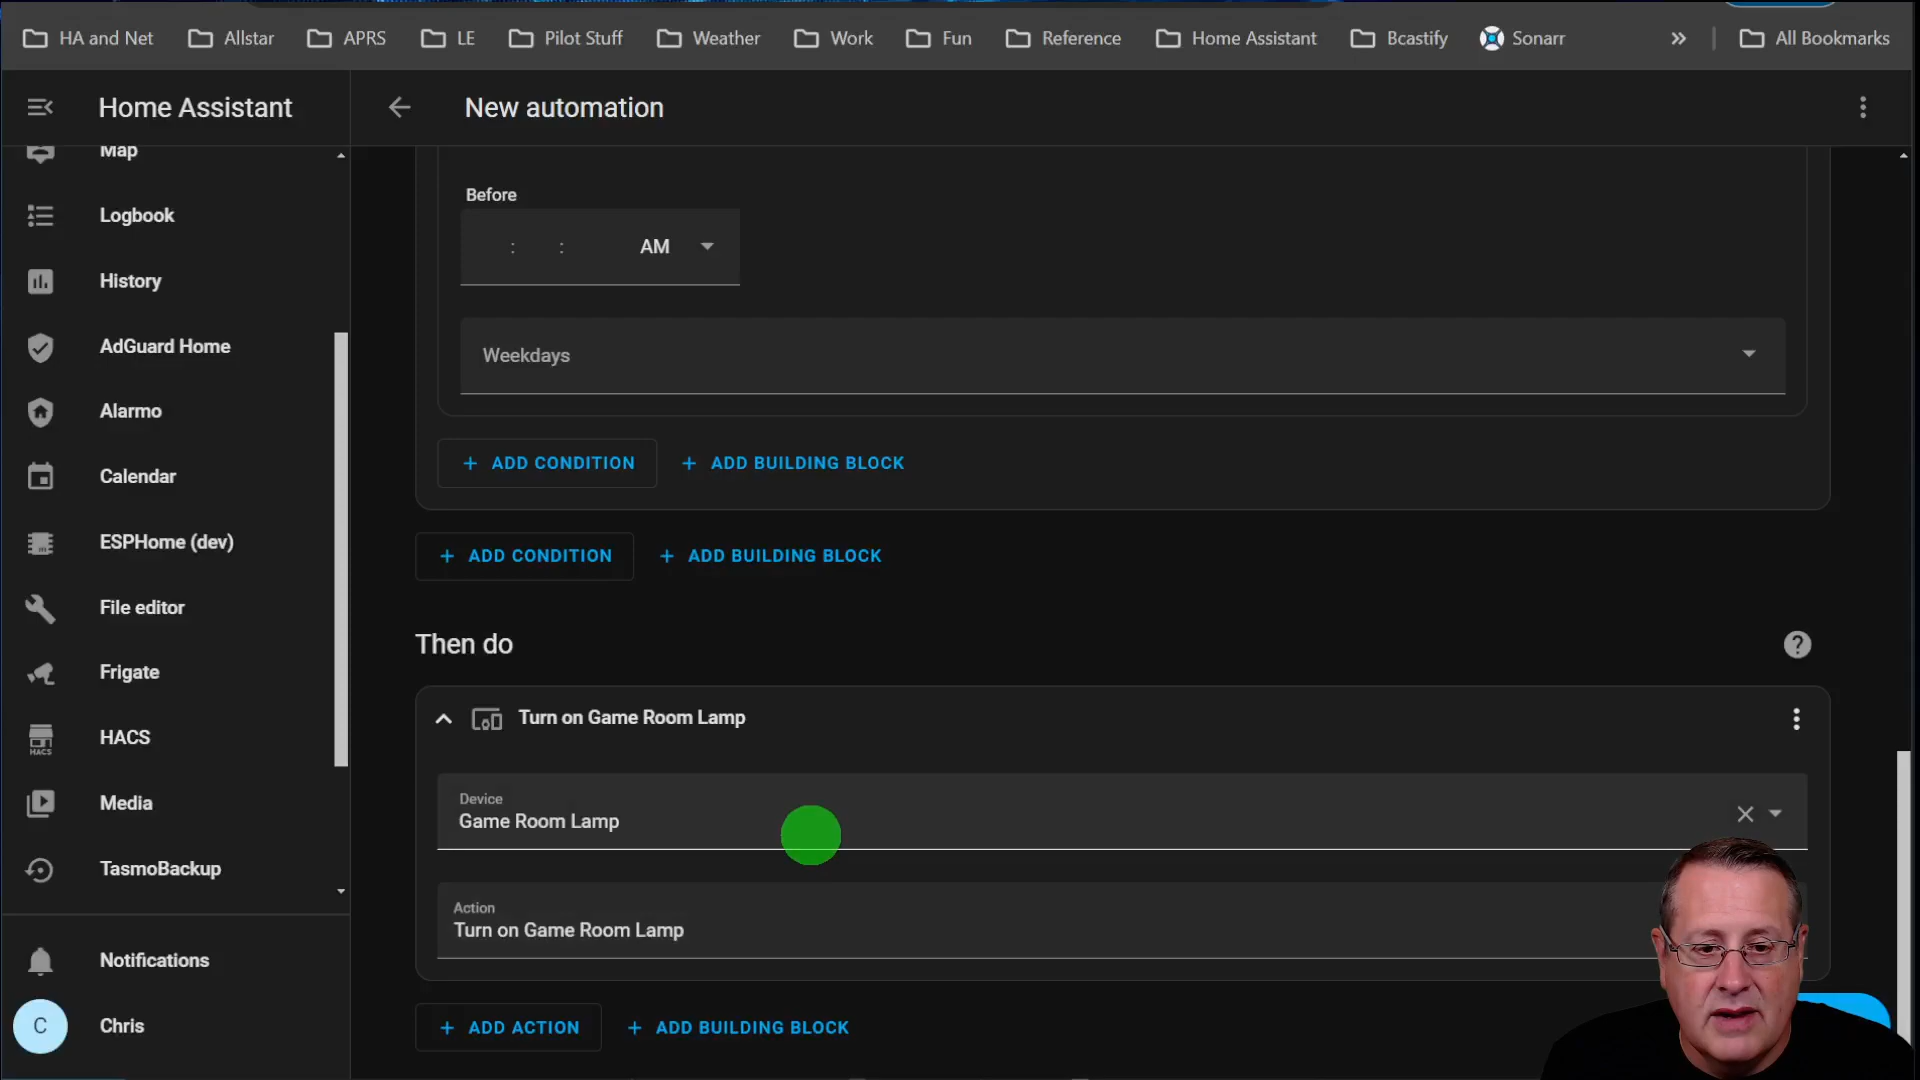 HA and Net
Allstar
APRS
LE
Pilot Stuff
Weather
Work
Fun
Reference
Home Assistant
Bcastify
Sonarr
»
All Bookmarks
Home Assistant
New automation
Map
Logbook
History
AdGuard Home
Alarmo
Calendar
ESPHome (dev)
File editor
Frigate
HACS
HACS
Media
TasmoBackup
Notifications
C
Chris
Before
: : AM
Weekdays
+ ADD CONDITION
+ ADD BUILDING BLOCK
+ ADD CONDITION
+ ADD BUILDING BLOCK
Then do
?
Turn on Game Room Lamp
Device
Game Room Lamp
Action
Turn on Game Room Lamp
+ ADD ACTION
+ ADD BUILDING BLOCK